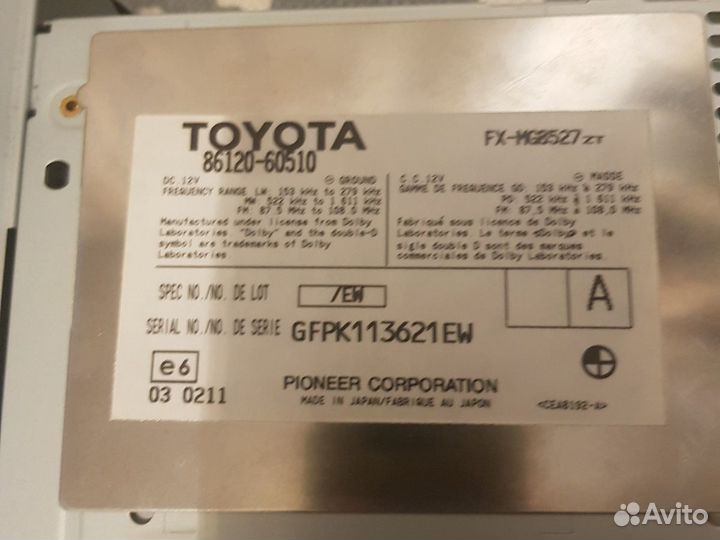 TOYOTA
86120-60510
FX-MG8527ZT
DC.12V ⊖ GROUND
FREQUENCY RANGE LW: 153 kHz to 279 kHz
MW: 522 kHz to 1 611 kHz
FM: 87.5 MHz to 108.0 MHz
Manufactured under license from Dolby
Laboratories "Dolby" and the double-D
symbol are trademarks of Dolby
Laboratories
C.C.12V ⊖ MASSE
GAMME DE FREQUENCE GO: 153 kHz à 279 kHz
PO: 522 kHz à 1 611 kHz
FM: 87,5 MHz à 108,0 MHz
Fabriqué sous licence de Dolby
Laboratories. Le terme «Dolby» et le
sigle double D sont des marques
commerciales de Dolby Laboratories.
SPEC NO./NO. DE LOT /EW
A
SERIAL NO./NO. DE SERIE GFPK113621EW
e6
03 0211
PIONEER CORPORATION
MADE IN JAPAN/FABRIQUE AU JAPON
<CEA8192-A>
Avito